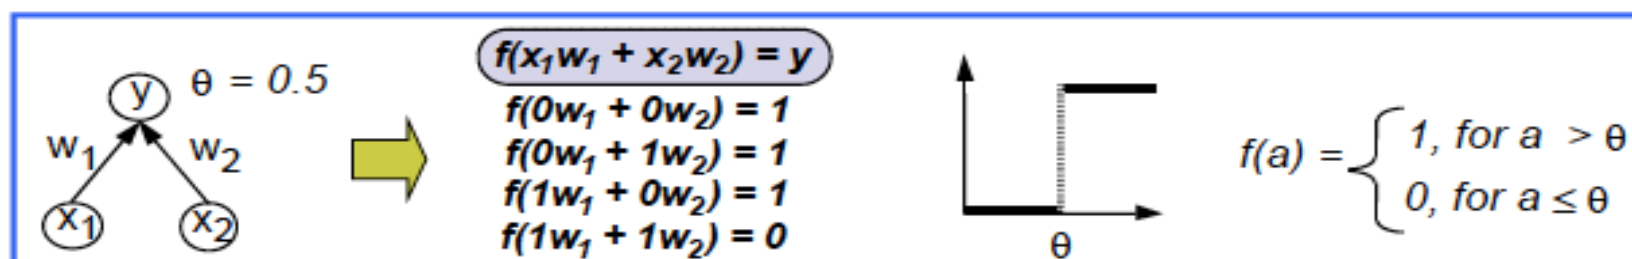 f(x₁w₁ + x₂w₂) = y
y θ = 0.5
f(0w₁ + 0w₂) = 1
f(0w₁ + 1w₂) = 1
f(1w₁ + 0w₂) = 1
f(1w₁ + 1w₂) = 0
w₁ w₂
x₁ x₂
θ
f(a) = { 1, for a > θ
0, for a ≤ θ